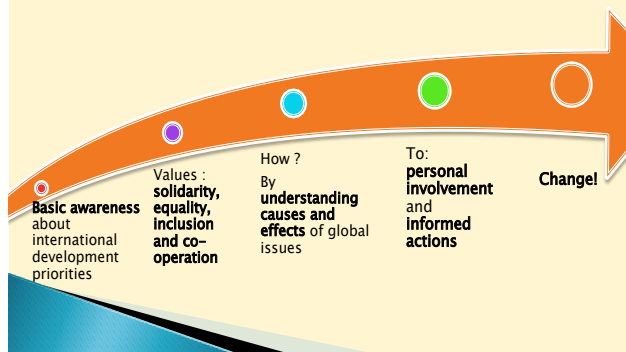 Basic awareness
about
international
development
priorities
Values :
solidarity,
equality,
inclusion
and co-
operation
How ?
By
understanding
causes and
effects of global
issues
To:
personal
involvement
and
informed
actions
Change!